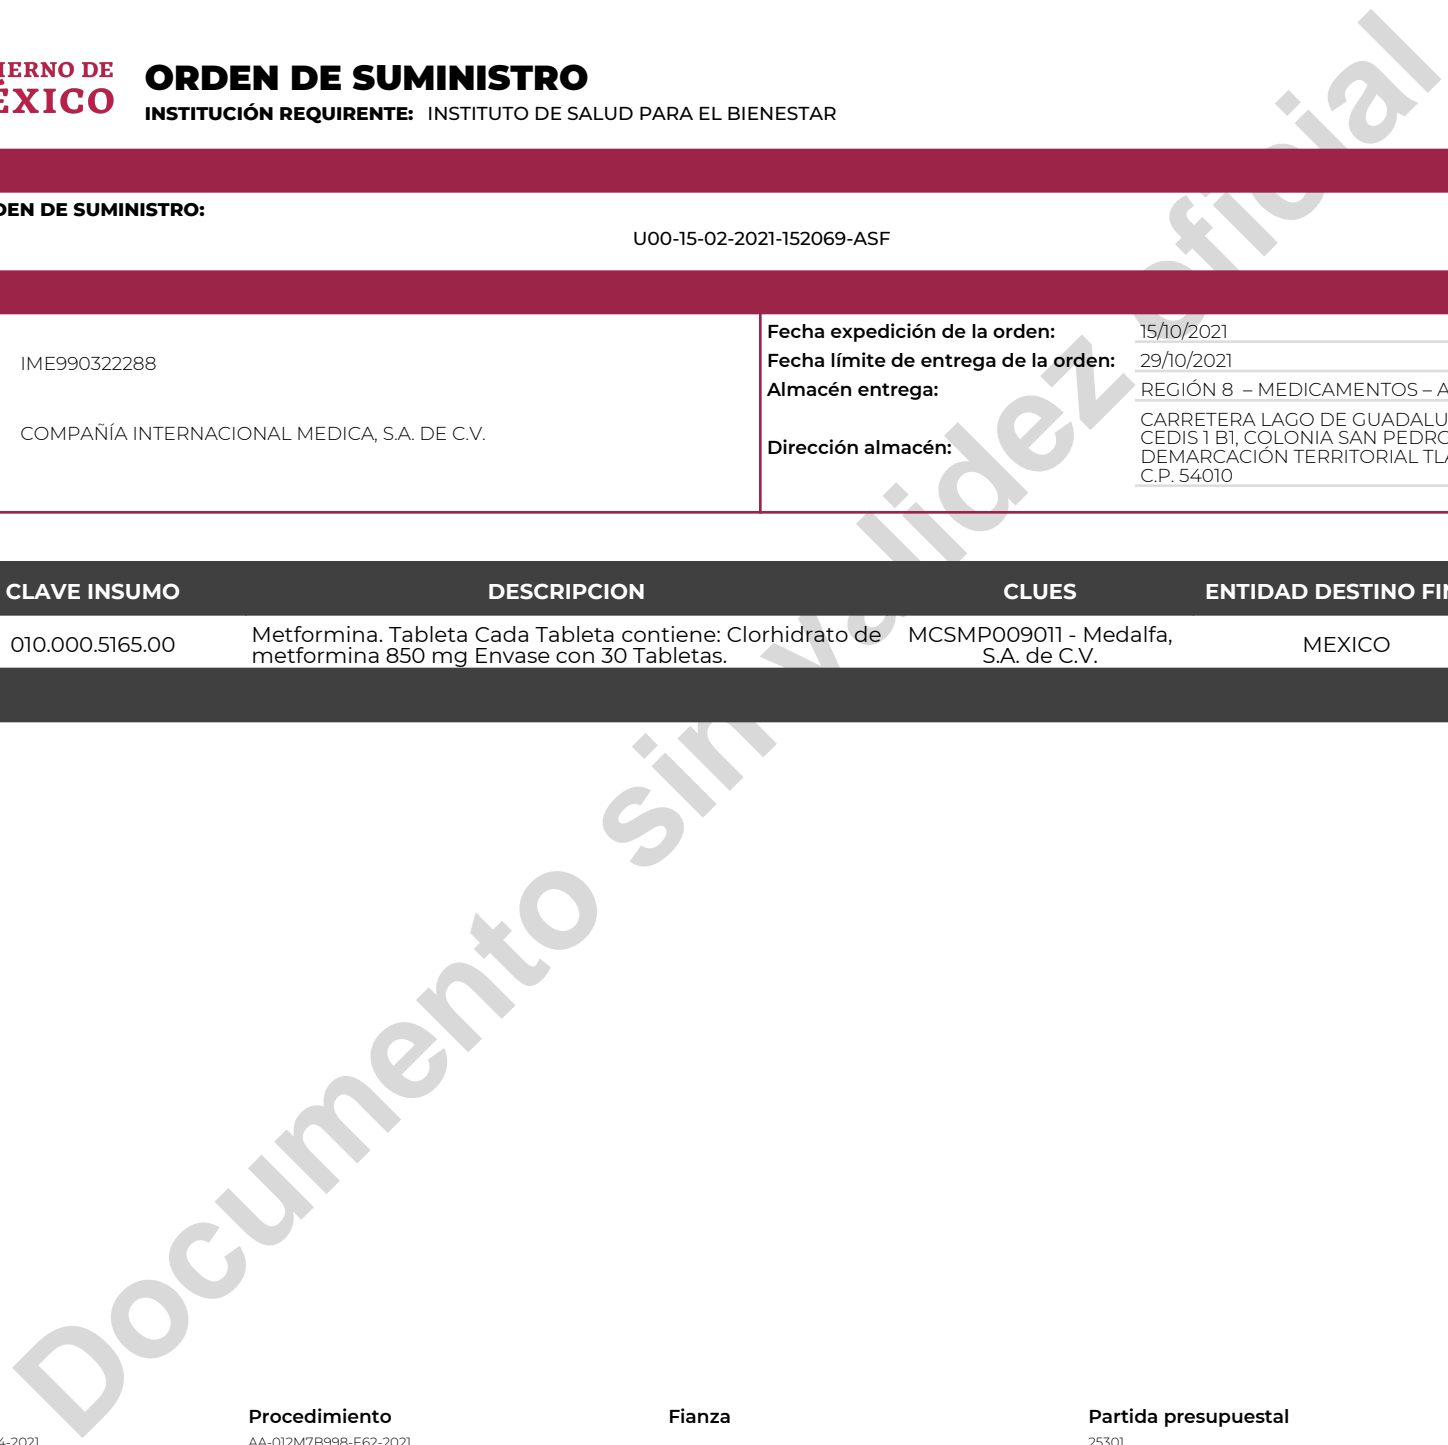 ORDEN DE SUMINISTRO
INSTITUCIÓN REQUIRENTE: INSTITUTO DE SALUD PARA EL BIENESTAR
IERNO DE
ÉXICO
DEN DE SUMINISTRO:
U00-15-02-2021-152069-ASF
IME990322288
COMPAÑÍA INTERNACIONAL MEDICA, S.A. DE C.V.
Fecha expedición de la orden: 15/10/2021
Fecha límite de entrega de la orden: 29/10/2021
Almacén entrega: REGIÓN 8 – MEDICAMENTOS – A
Dirección almacén:
CARRETERA LAGO DE GUADALU
CEDIS 1 B1, COLONIA SAN PEDRO
DEMARCACIÓN TERRITORIAL TLA
C.P. 54010
CLAVE INSUMO DESCRIPCION CLUES ENTIDAD DESTINO FIN
010.000.5165.00
Metformina. Tableta Cada Tableta contiene: Clorhidrato de
metformina 850 mg Envase con 30 Tabletas.
MCSMP009011 - Medalfa,
S.A. de C.V.
MEXICO
Documento sin validez oficial
Procedimiento Fianza Partida presupuestal
4-2021 AA-012M7B998-E62-2021 25301